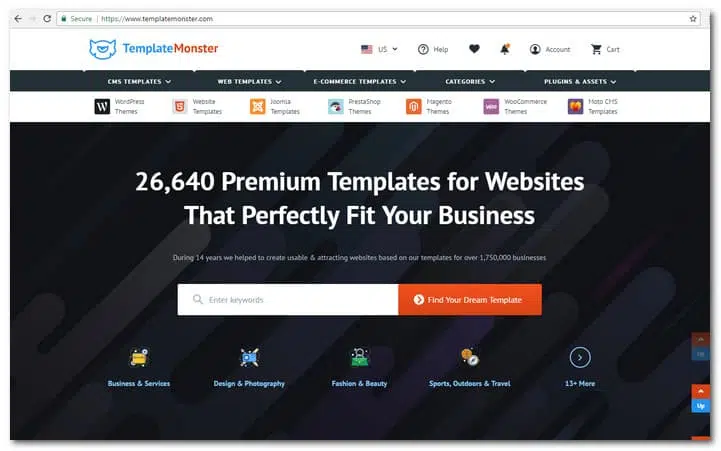 Secure https://www.templatemonster.com
TemplateMonster US Help Account Cart
CMS TEMPLATES WEB TEMPLATES E-COMMERCE TEMPLATES CATEGORIES PLUGINS & ASSETS
WordPress Themes
Website Templates
Joomla Templates
PrestaShop Themes
Magento Themes
WooCommerce Themes
Moto CMS Templates
26,640 Premium Templates for Websites
That Perfectly Fit Your Business
During 14 years we helped to create usable & attracting websites based on our templates for over 1,750,000 businesses
Enter keywords Find Your Dream Template
Business & Services Design & Photography Fashion & Beauty Sports, Outdoors & Travel 13+ More
Up
Up